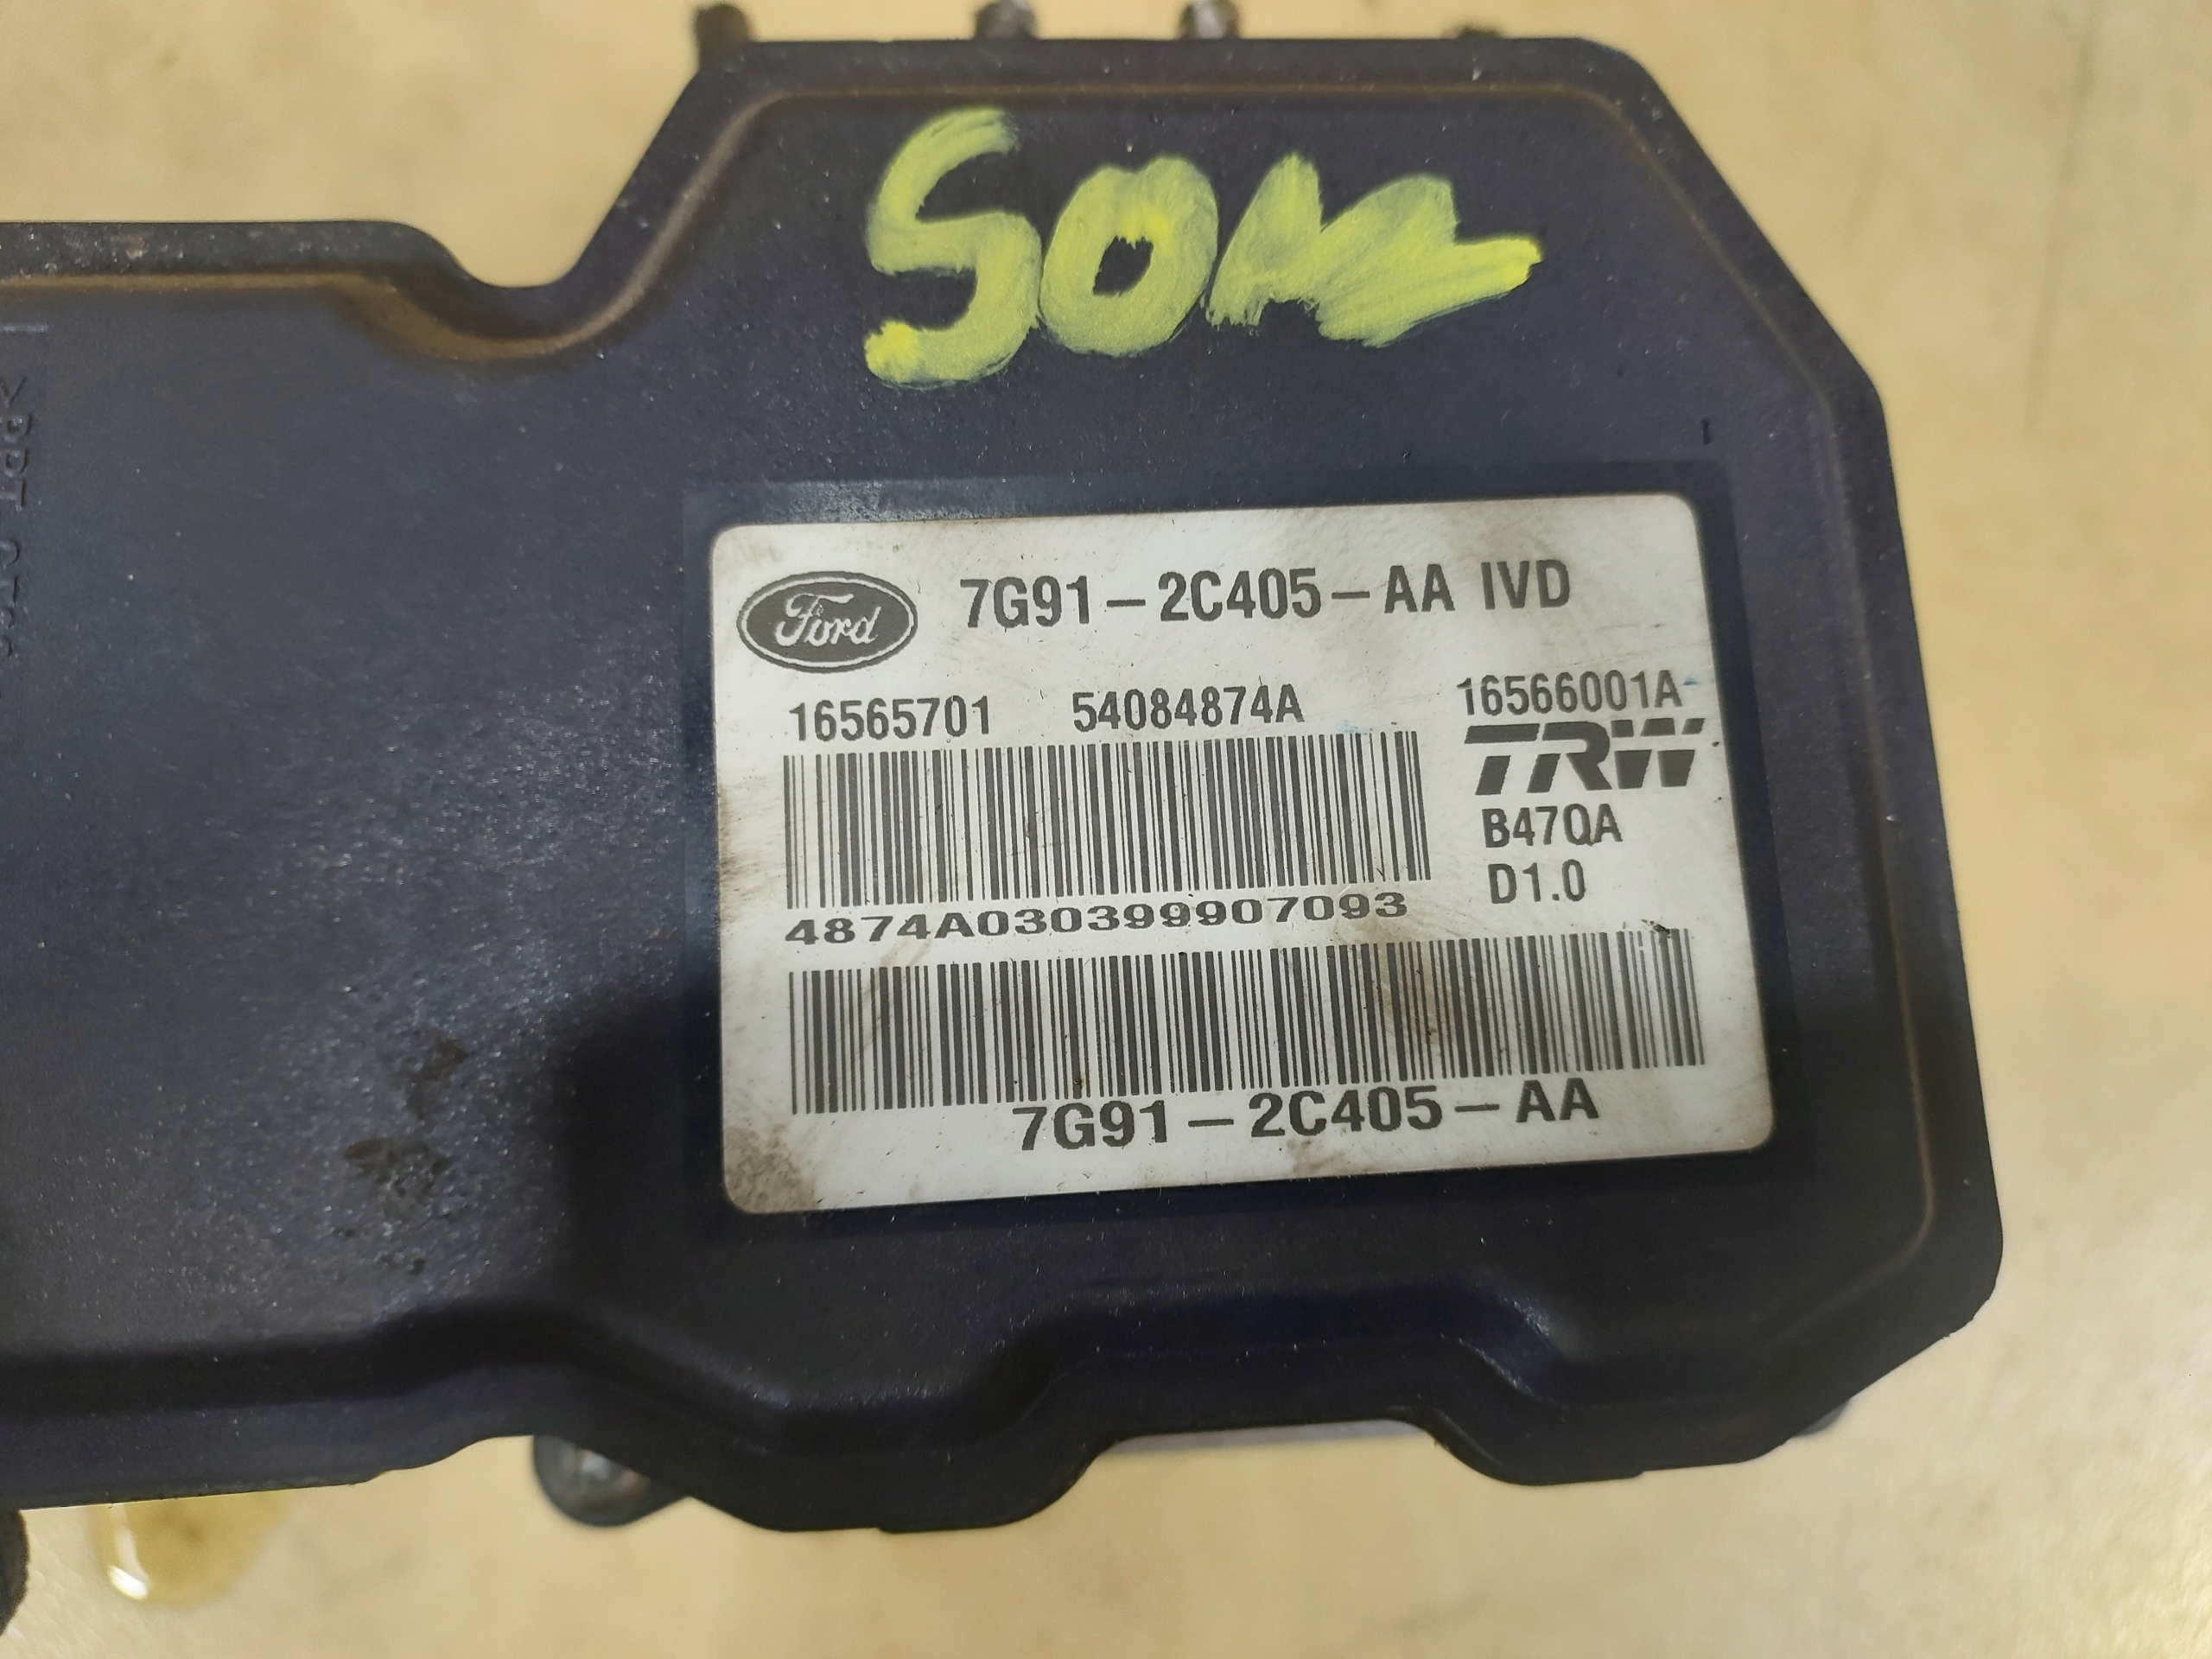 SOM
Ford 7G91-2C405-AA IVD
16565701 54084874A 16566001A
TRW
B47QA
D1.0
4874A030399907093
7G91-2C405-AA